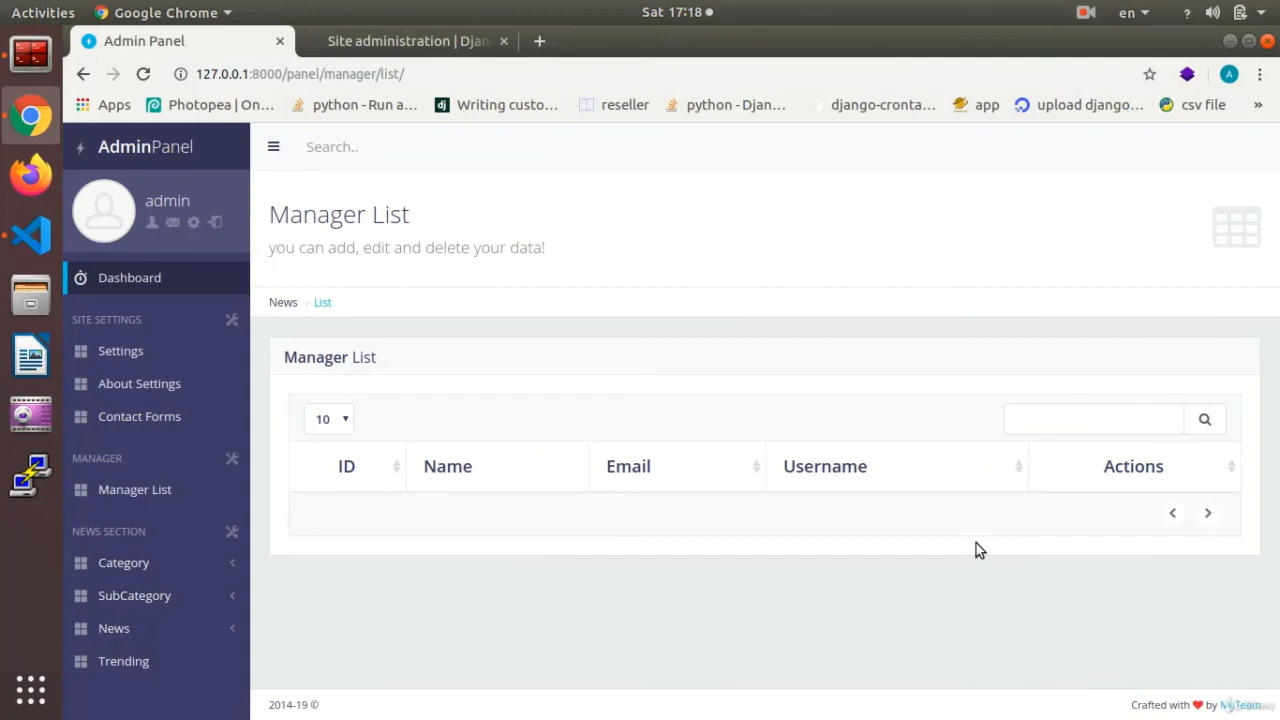 Activities Google Chrome Sat 17:18 en ?
Admin Panel Site administration | Djan
127.0.0.1:8000/panel/manager/list/ A
Apps Photopea | On... python - Run a... dj Writing custo... reseller python - Djan... django-cronta... app upload django... csv file »
AdminPanel
Search..
admin
Manager List
you can add, edit and delete your data!
Dashboard
News List
SITE SETTINGS
Settings
About Settings
Contact Forms
MANAGER
Manager List
NEWS SECTION
Category
SubCategory
News
Trending
Manager List
10
ID Name Email Username Actions
2014-19 ©
Crafted with ❤ by